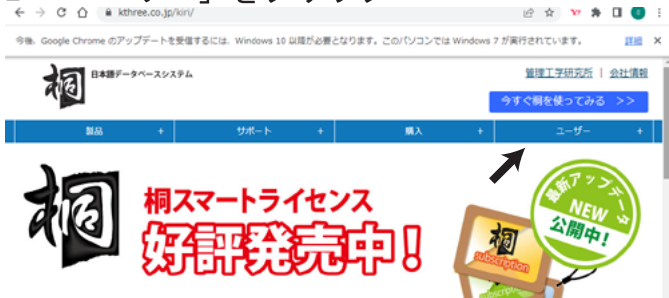 kthree.co.jp/kiri/
今後、Google Chrome のアップデートを受信するには、Windows 10 以降が必要となります。このパソコンでは Windows 7 が実行されています。 詳細 ×
桐 日本語データベースシステム
管理工学研究所 | 会社情報
今すぐ桐を使ってみる >>
製品 + サポート + 購入 + ユーザー +
桐
桐スマートライセンス
好評発売中!
最新アップデータ
NEW
公開中!
桐
subscription